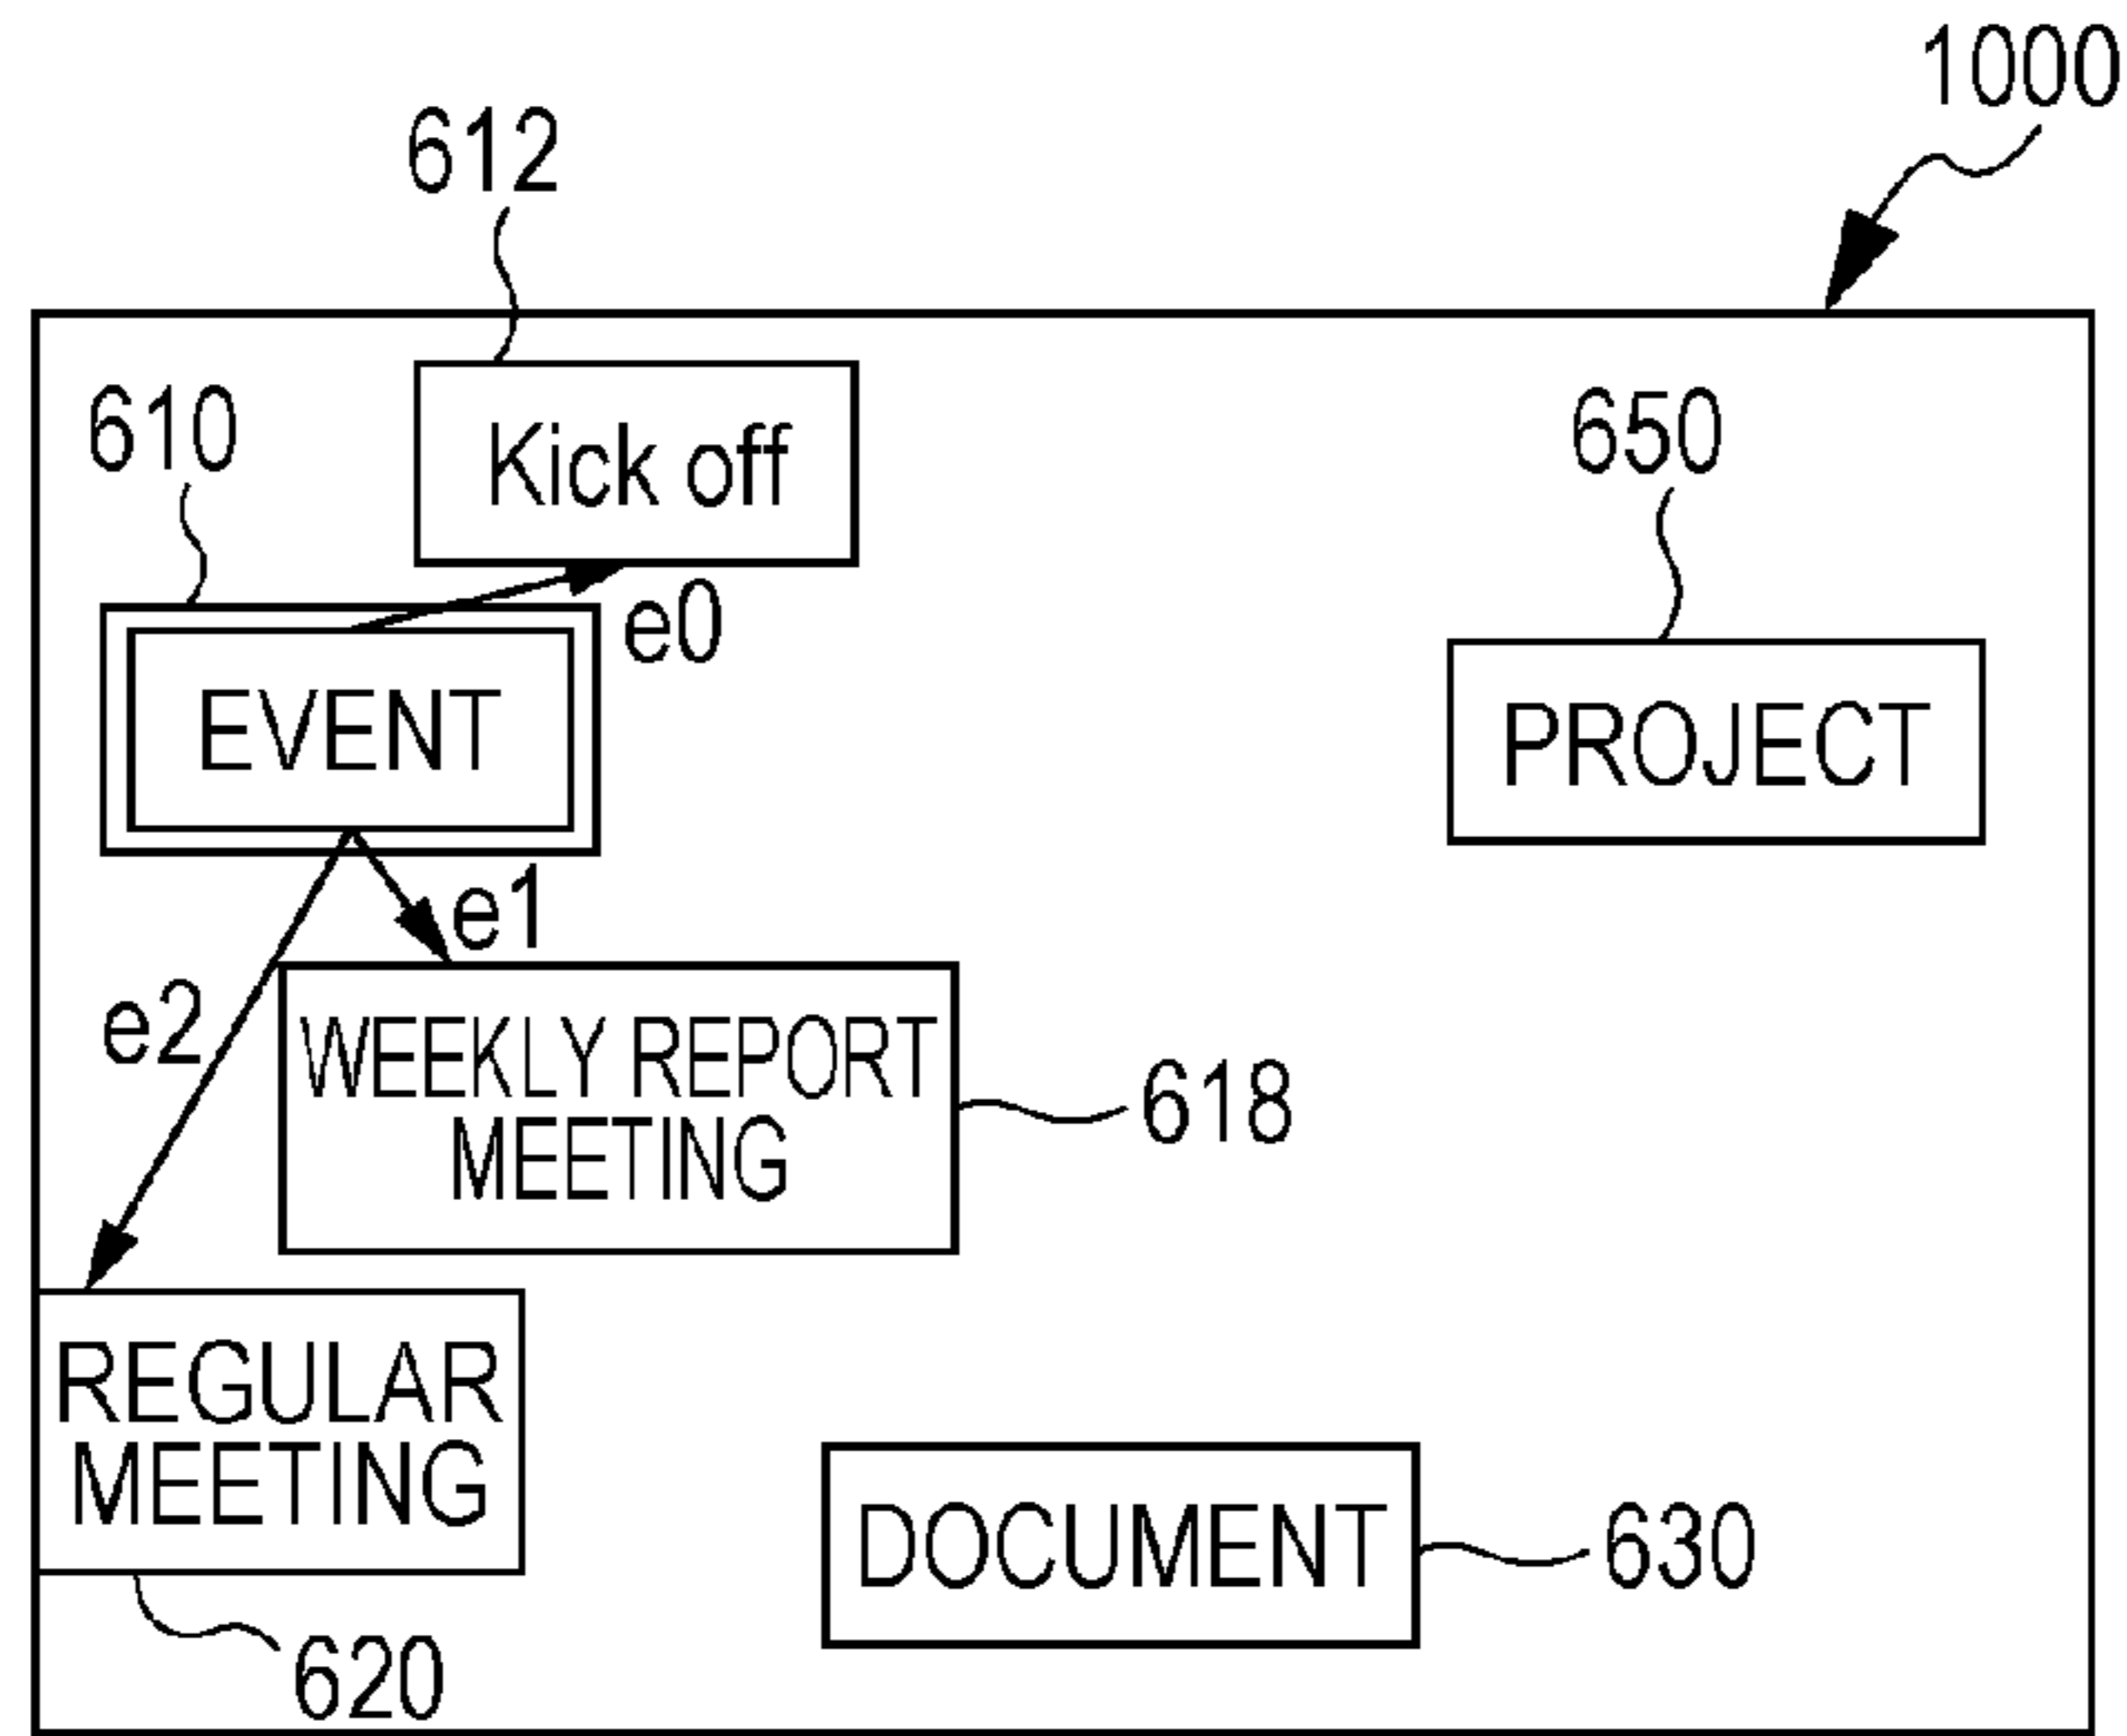 1000
612
610
Kick off
650
e0
EVENT
PROJECT
e1
e2
WEEKLY REPORT
MEETING
618
REGULAR
MEETING
DOCUMENT
630
620